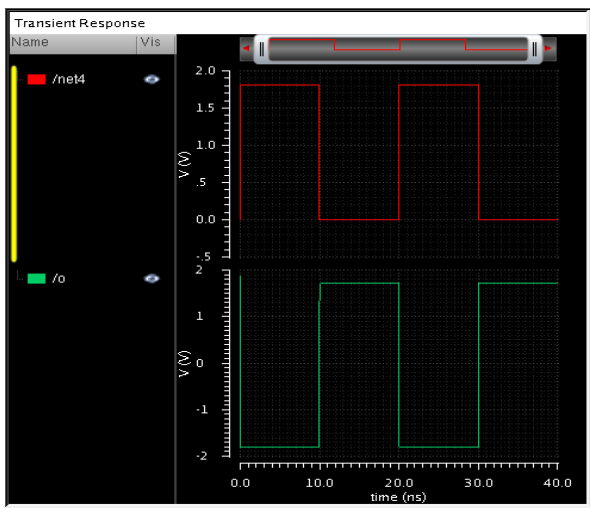 Transient Response
Name Vis
/net4
2.0
1.5
1.0
.5
0.0
-.5
V (V)
/o
2
1
0
-1
-2
V (V)
0.0 10.0 20.0 30.0 40.0
time (ns)